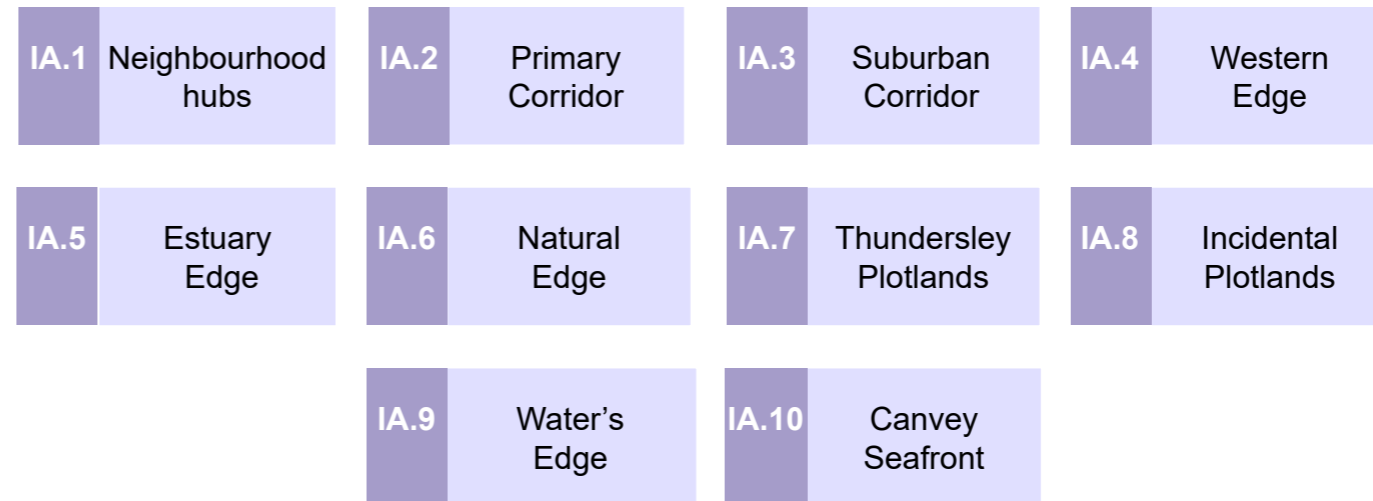 IA.1 Neighbourhood
hubs
IA.2 Primary
Corridor
IA.3 Suburban
Corridor
IA.4 Western
Edge
IA.5 Estuary
Edge
IA.6 Natural
Edge
IA.7 Thundersley
Plotlands
IA.8 Incidental
Plotlands
IA.9 Water’s
Edge
IA.10 Canvey
Seafront